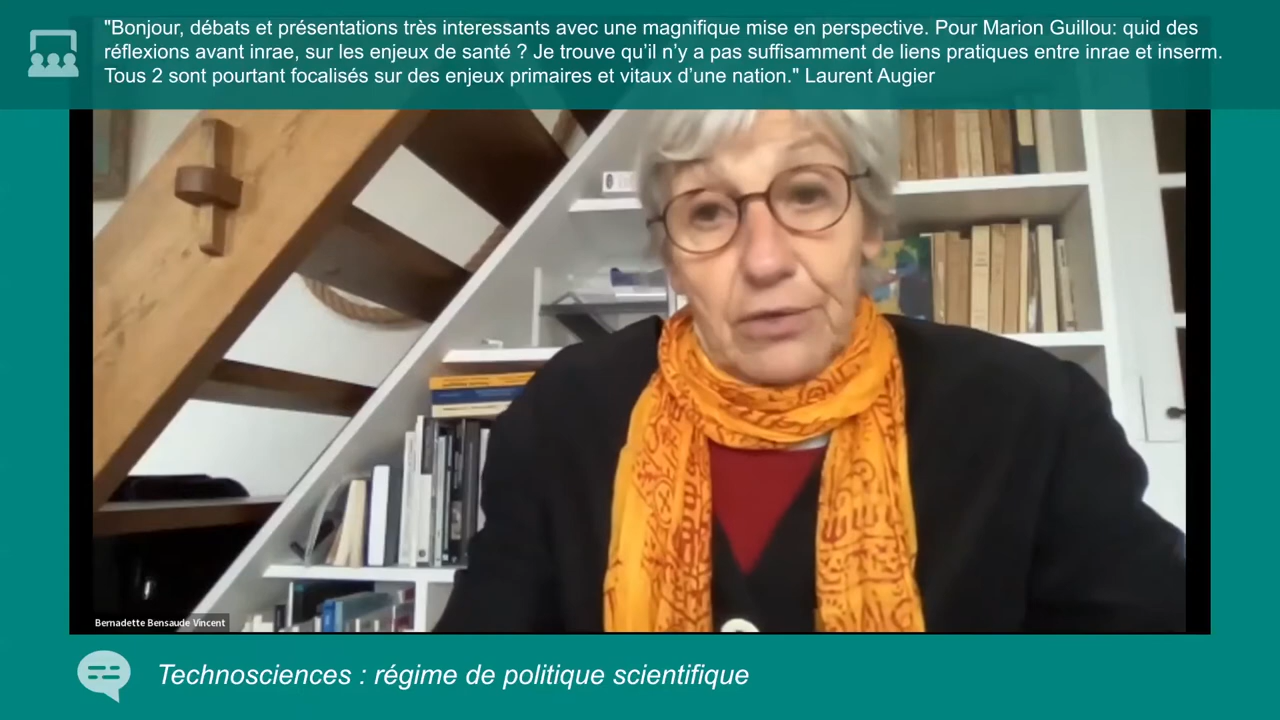 "Bonjour, débats et présentations très interessants avec une magnifique mise en perspective. Pour Marion Guillou: quid des
réflexions avant inrae, sur les enjeux de santé ? Je trouve qu’il n’y a pas suffisamment de liens pratiques entre inrae et inserm.
Tous 2 sont pourtant focalisés sur des enjeux primaires et vitaux d’une nation." Laurent Augier
Bernadette Bensaude Vincent
Technosciences : régime de politique scientifique